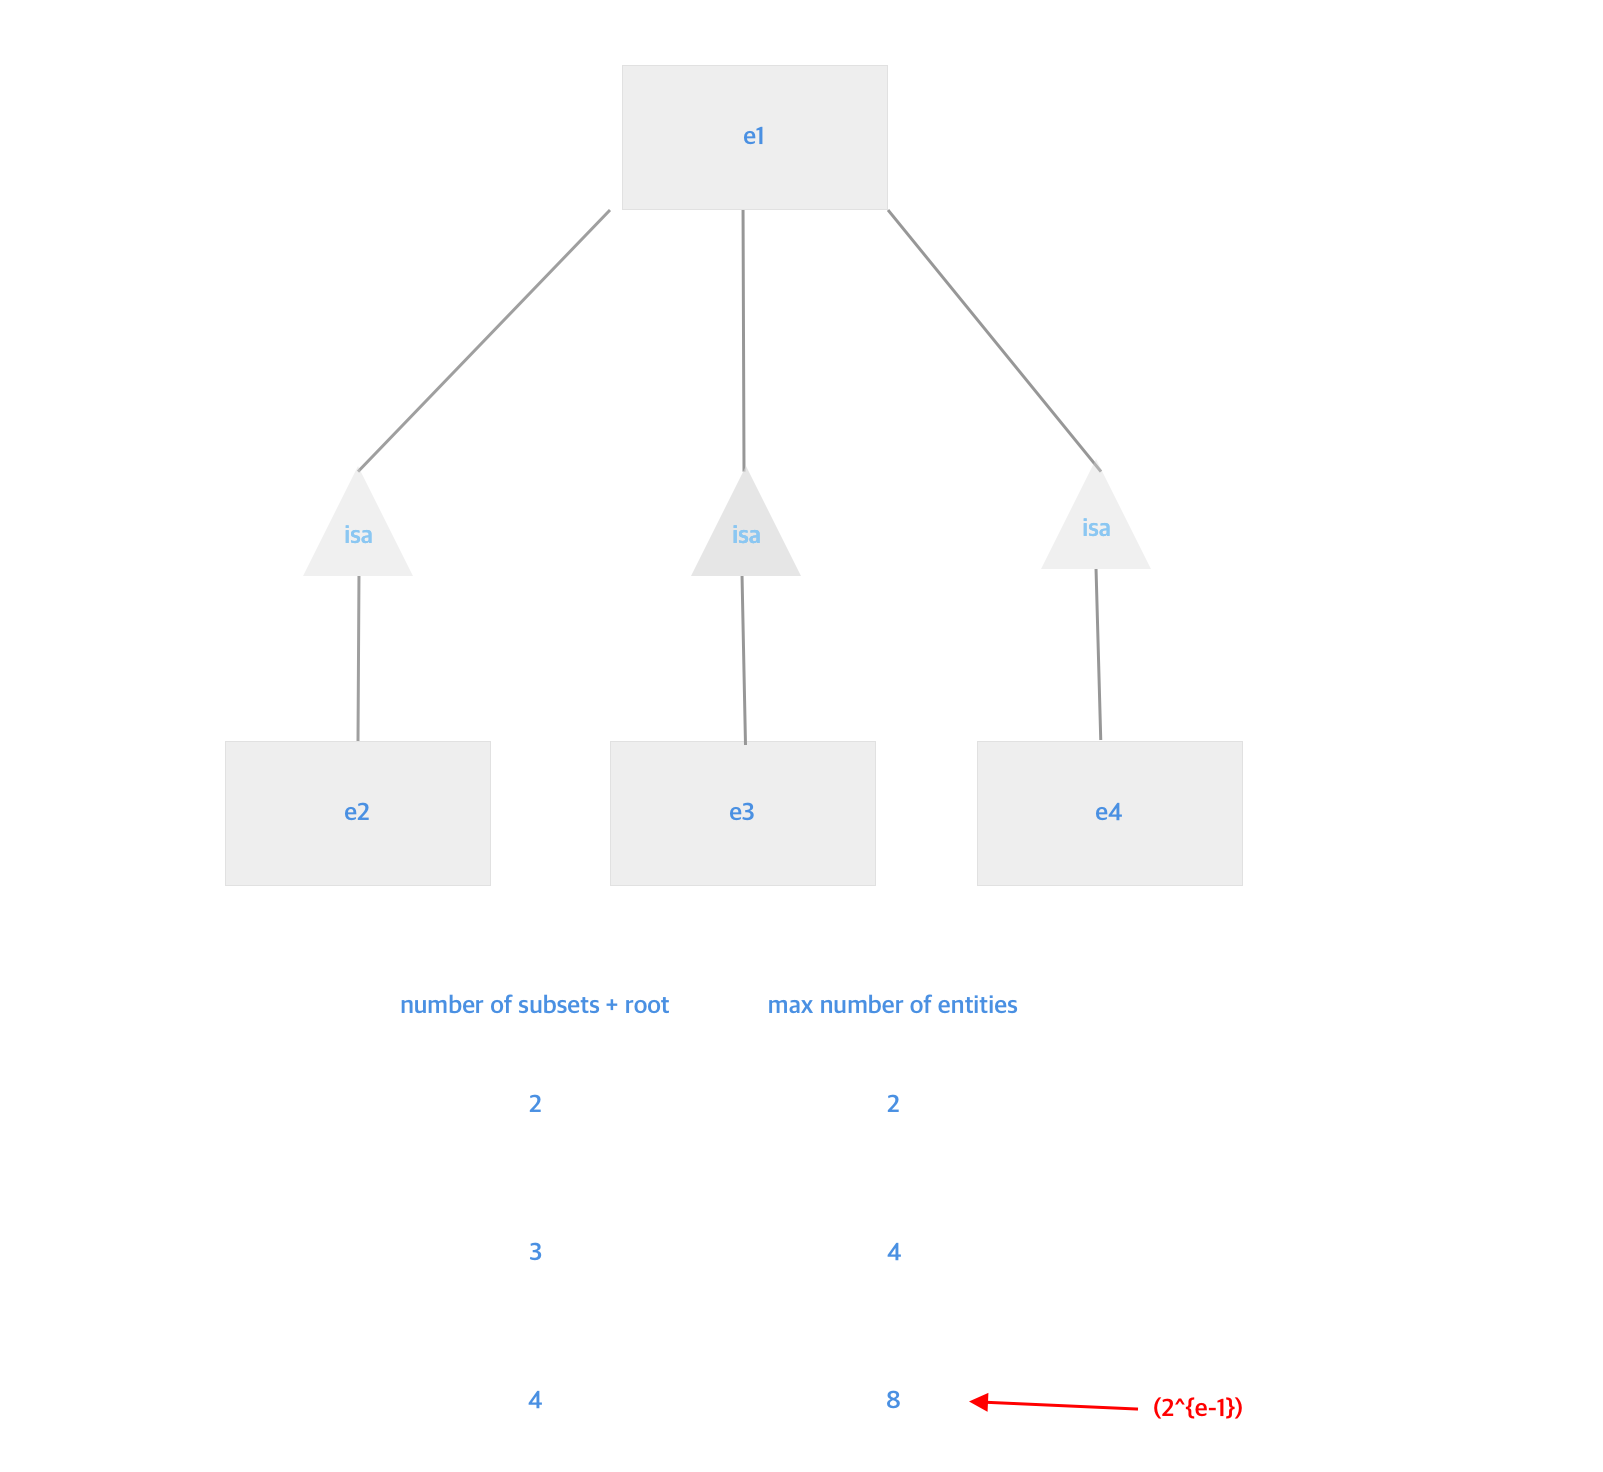 e1
isa
isa
isa
e2
e3
e4
number of subsets + root
max number of entities
2
2
3
4
4
8
(2^{e-1})